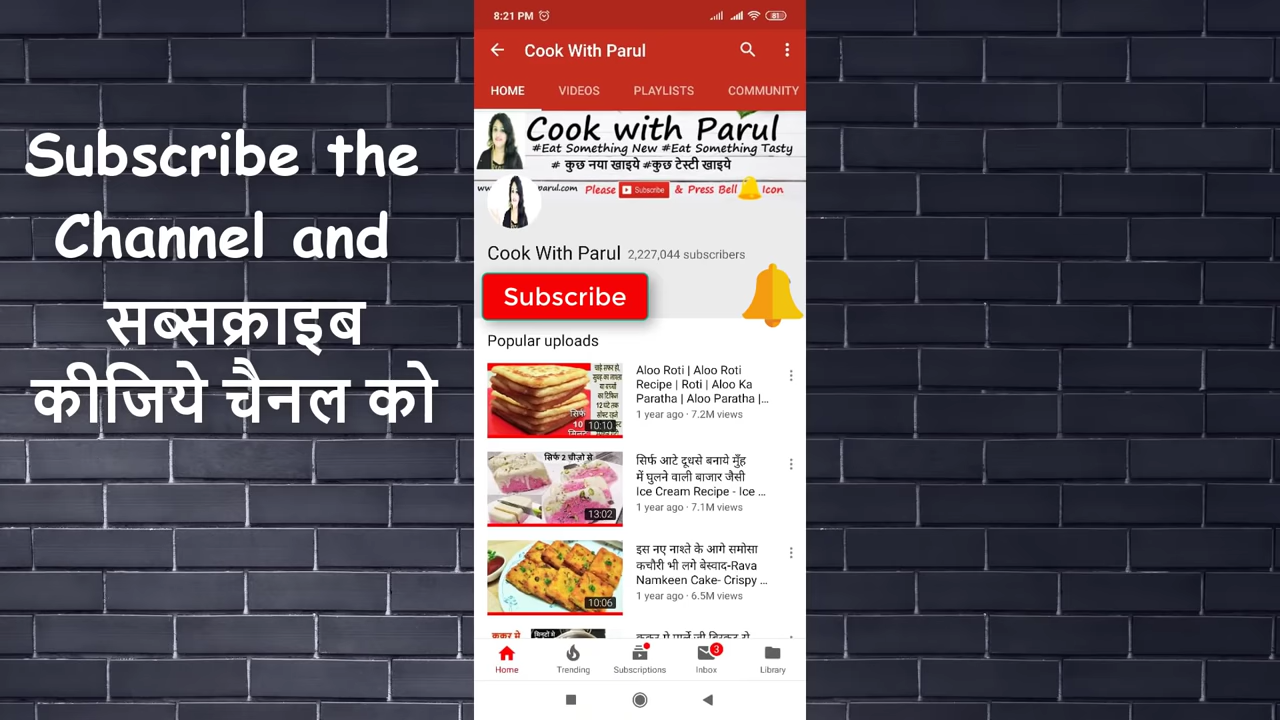 Subscribe the
Channel and
सब्सक्राइब
कीजिये चैनल को
8:21 PM
81
Cook With Parul
HOME
VIDEOS
PLAYLISTS
COMMUNITY
Cook with Parul
#Eat Something New #Eat Something Tasty
# कुछ नया खाइये #कुछ टेस्टी खाइये
Please Subscribe & Press Bell Icon
Cook With Parul 2,227,044 subscribers
Subscribe
Popular uploads
10:10
Aloo Roti | Aloo Roti
Recipe | Roti | Aloo Ka
Paratha | Aloo Paratha |...
1 year ago · 7.2M views
सिर्फ 2 चीज़ो से
13:02
सिर्फ आटे दूधसे बनाये मुँह
में घुलने वाली बाजार जैसी
Ice Cream Recipe - Ice ...
1 year ago · 7.1M views
10:06
इस नए नाश्ते के आगे समोसा
कचौरी भी लगे बेस्वाद-Rava
Namkeen Cake- Crispy ...
1 year ago · 6.5M views
Home
Trending
Subscriptions
3
Inbox
Library